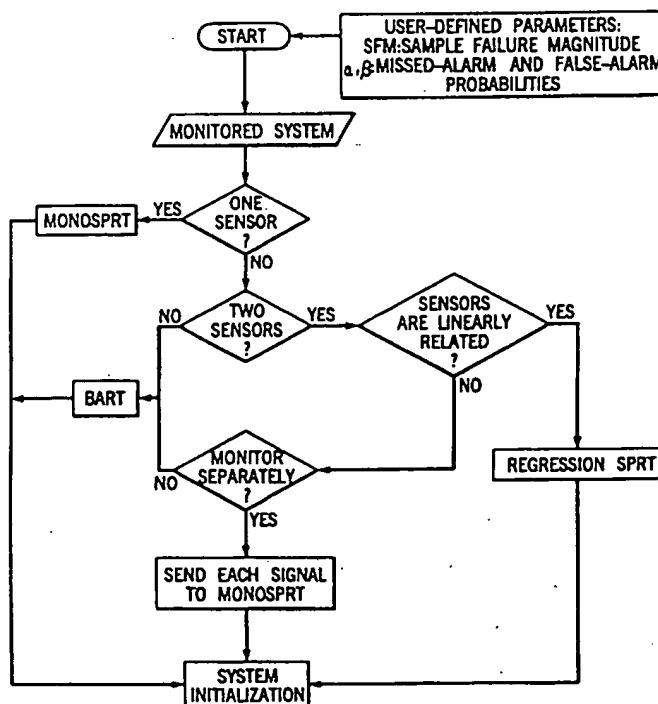 START
USER-DEFINED PARAMETERS:
SFM:SAMPLE FAILURE MAGNITUDE
α,β:MISSED-ALARM AND FALSE-ALARM
PROBABILITIES
MONITORED SYSTEM
MONOSPRT
YES
ONE
SENSOR
?
NO
NO
TWO
SENSORS
?
YES
SENSORS
ARE LINEARLY
RELATED
?
YES
NO
BART
MONITOR
SEPARATELY
?
NO
YES
REGRESSION SPRT
SEND EACH SIGNAL
TO MONOSPRT
SYSTEM
INITIALIZATION